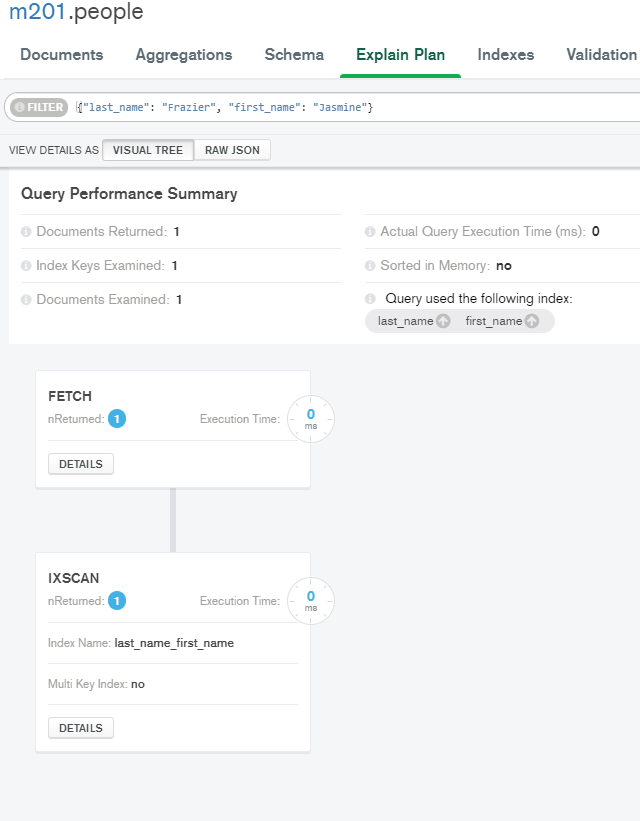 m201.people
Documents Aggregations Schema Explain Plan Indexes Validation
FILTER {"last_name": "Frazier", "first_name": "Jasmine"}
VIEW DETAILS AS VISUAL TREE RAW JSON
Query Performance Summary
Documents Returned: 1 Actual Query Execution Time (ms): 0
Index Keys Examined: 1 Sorted in Memory: no
Documents Examined: 1 Query used the following index:
last_name first_name
FETCH
nReturned: 1 Execution Time: 0 ms
DETAILS
IXSCAN
nReturned: 1 Execution Time: 0 ms
Index Name: last_name_first_name
Multi Key Index: no
DETAILS